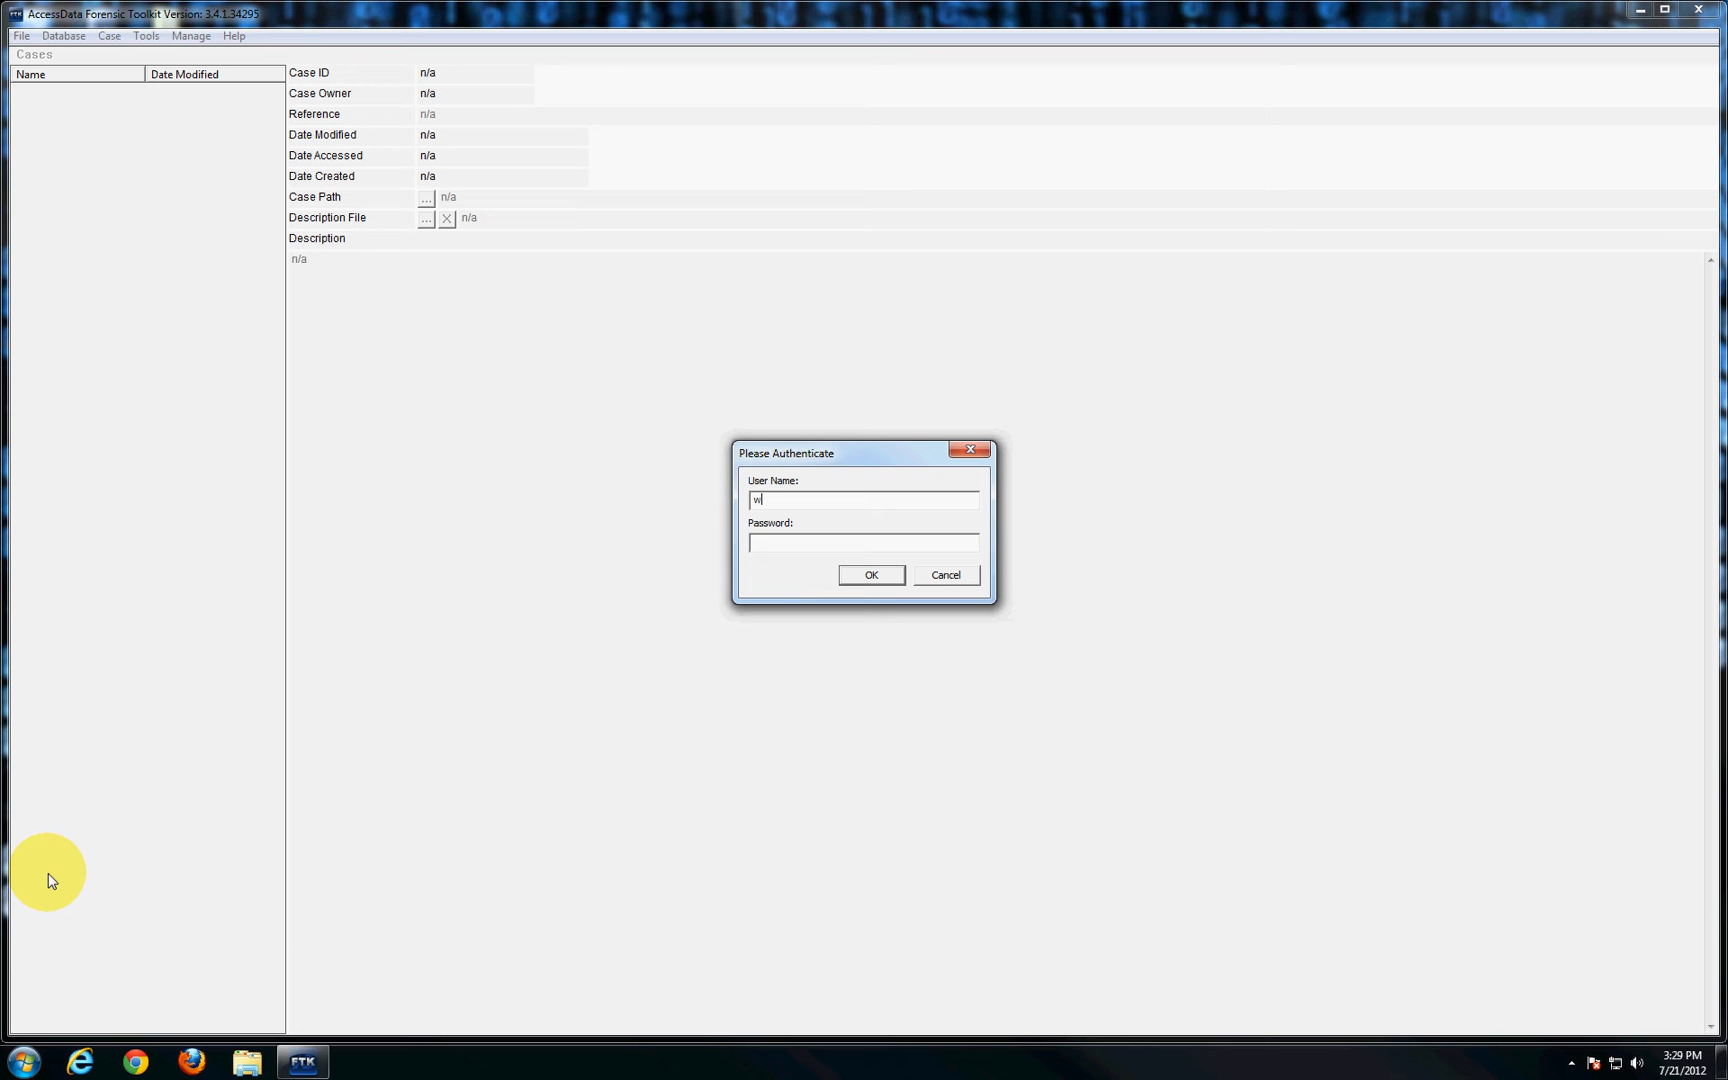 AccessData Forensic Toolkit Version: 3.4.1.34295
File Database Case Tools Manage Help
Cases
Name Date Modified
Case ID n/a
Case Owner n/a
Reference n/a
Date Modified n/a
Date Accessed n/a
Date Created n/a
Case Path ... n/a
Description File ... X n/a
Description
n/a
Please Authenticate
User Name:
w
Password:
OK Cancel
FTK
3:29 PM
7/21/2012